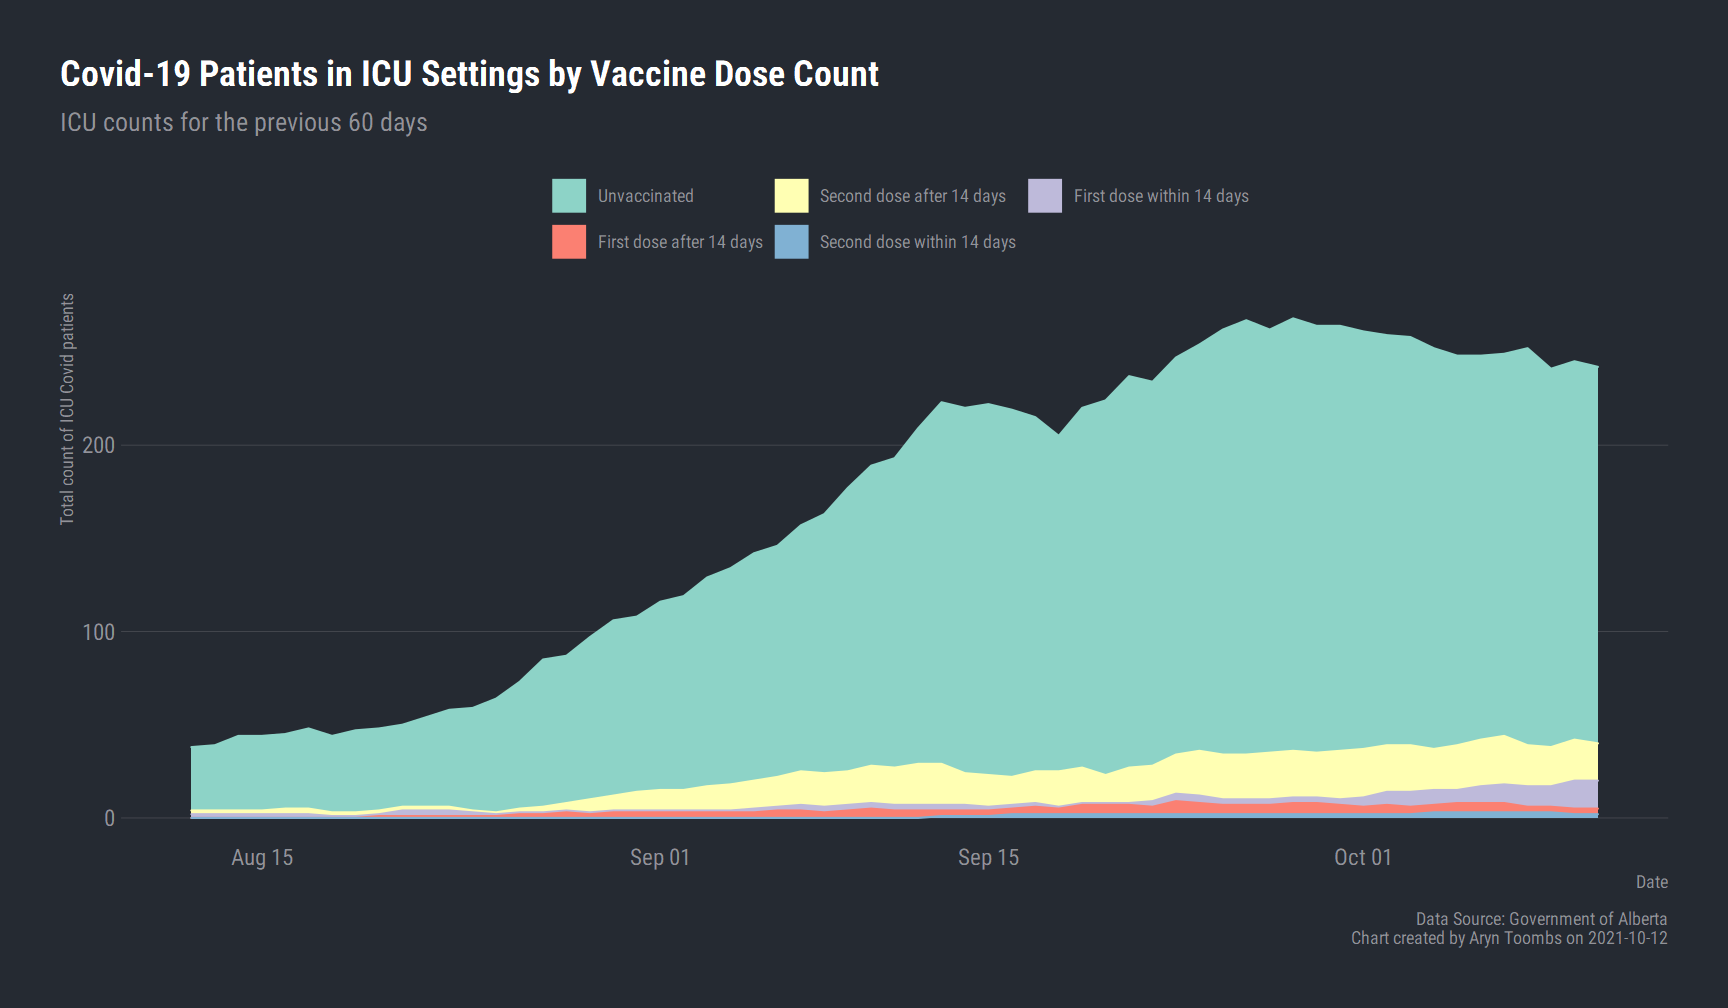 Covid-19 Patients in ICU Settings by Vaccine Dose Count
ICU counts for the previous 60 days
Unvaccinated
Second dose after 14 days
First dose within 14 days
First dose after 14 days
Second dose within 14 days
Total count of ICU Covid patients
200
100
0
Aug 15
Sep 01
Sep 15
Oct 01
Date
Data Source: Government of Alberta
Chart created by Aryn Toombs on 2021-10-12